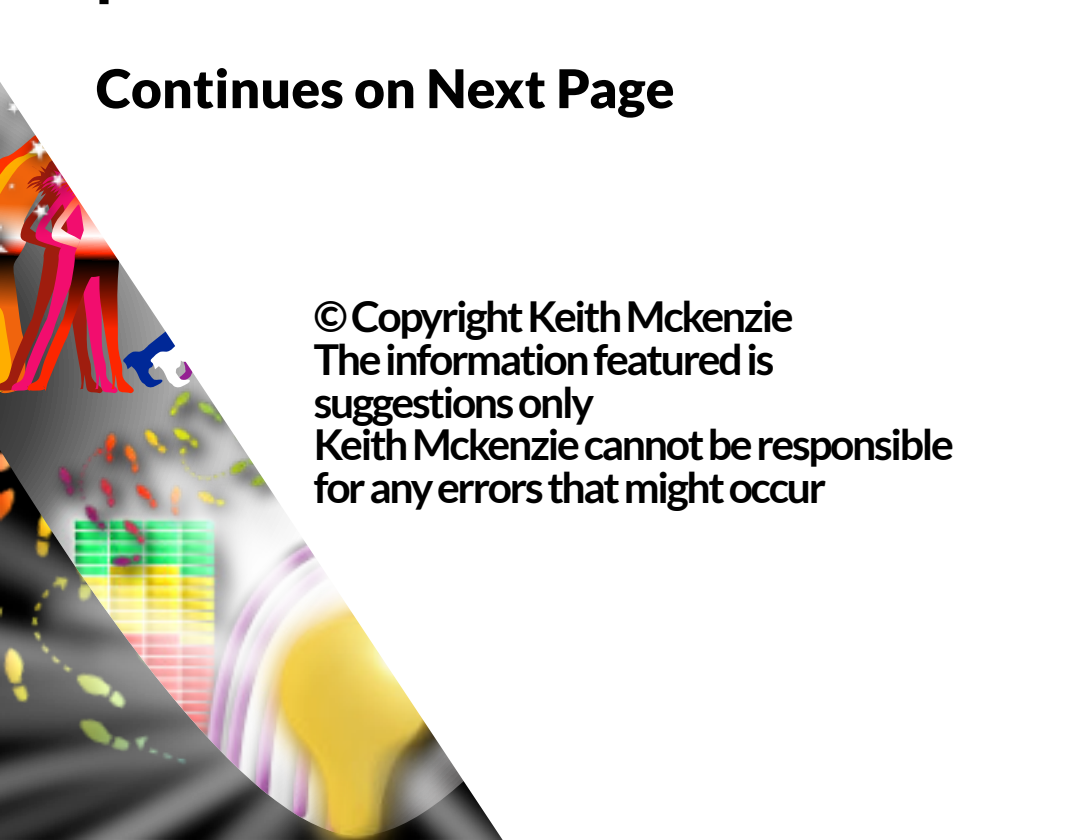 Continues on Next Page
© Copyright Keith Mckenzie
The information featured is
suggestions only
Keith Mckenzie cannot be responsible
for any errors that might occur